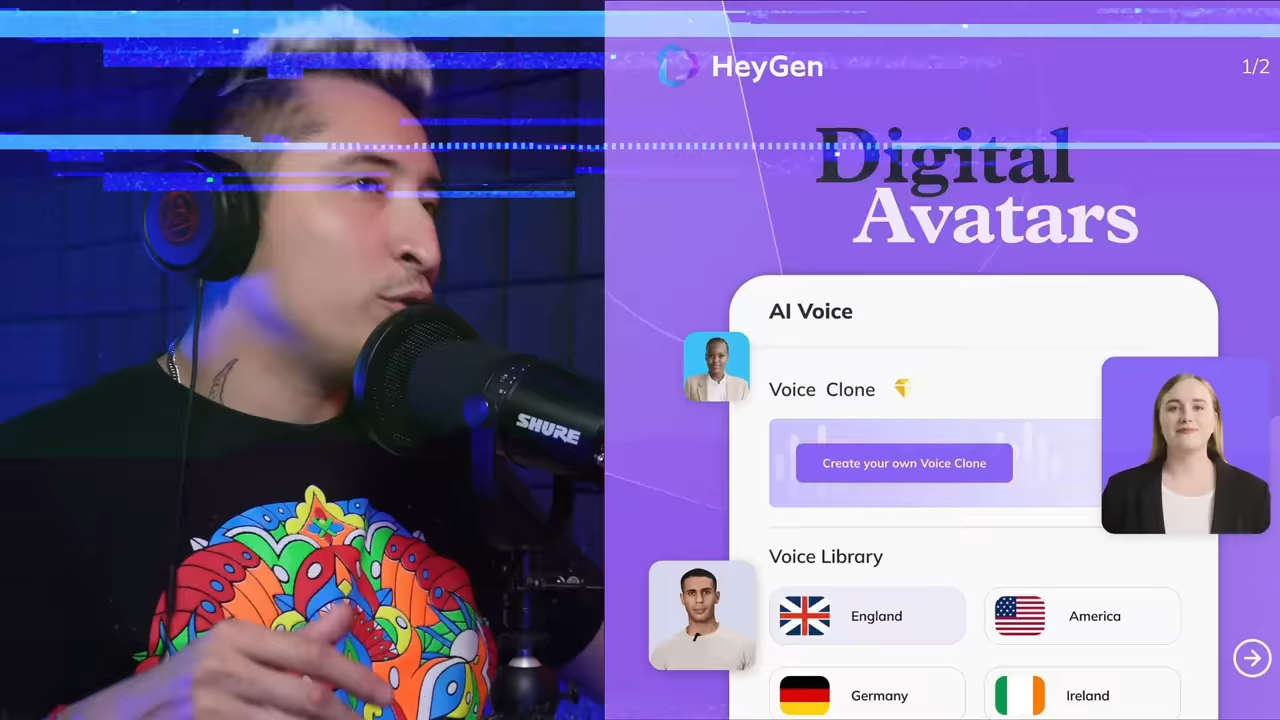 HeyGen
1/2
Digital
Avatars
AI Voice
Voice Clone
Create your own Voice Clone
SHURE
Voice Library
England
America
Germany
Ireland